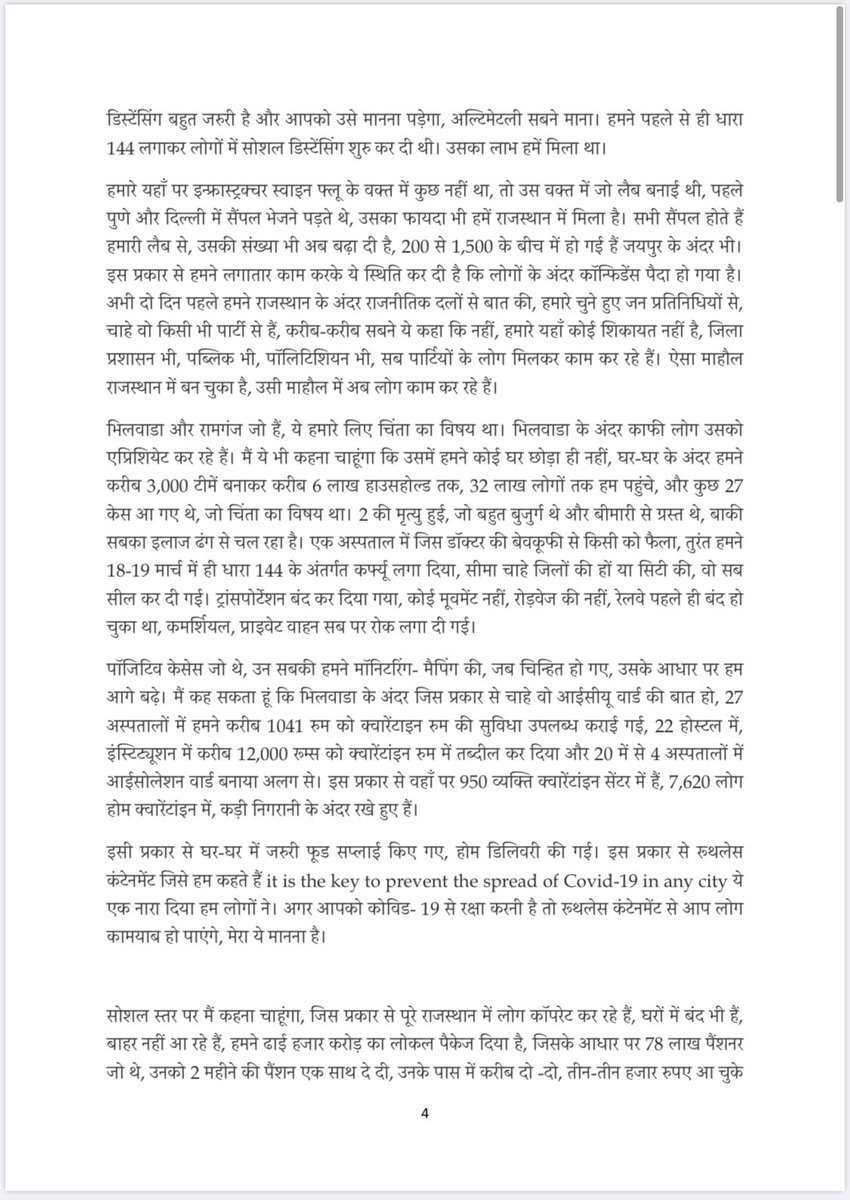 डिस्टेंसिंग बहुत जरुरी है और आपको उसे मानना पड़ेगा, अल्टिमेटली सबने माना। हमने पहले से ही धारा
144 लगाकर लोगों में सोशल डिस्टेंसिंग शुरु कर दी थी। उसका लाभ हमें मिला था।
हमारे यहाँ पर इन्फ्रास्ट्रक्चर स्वाइन फ्लू के वक्त में कुछ नहीं था, तो उस वक्त में जो लैब बनाई थी, पहले
पुणे और दिल्ली में सैंपल भेजने पड़ते थे, उसका फायदा भी हमें राजस्थान में मिला है। सभी सैंपल होते हैं
हमारी लैब से, उसकी संख्या भी अब बढ़ा दी है, 200 से 1,500 के बीच में हो गई हैं जयपुर के अंदर भी।
इस प्रकार से हमने लगातार काम करके ये स्थिति कर दी है कि लोगों के अंदर कॉन्फिडेंस पैदा हो गया है।
अभी दो दिन पहले हमने राजस्थान के अंदर राजनीतिक दलों से बात की, हमारे चुने हुए जन प्रतिनिधियों से,
चाहे वो किसी भी पार्टी से हैं, करीब-करीब सबने ये कहा कि नहीं, हमारे यहाँ कोई शिकायत नहीं है, जिला
प्रशासन भी, पब्लिक भी, पॉलिटिशियन भी, सब पार्टियों के लोग मिलकर काम कर रहे हैं। ऐसा माहौल
राजस्थान में बन चुका है, उसी माहौल में अब लोग काम कर रहे हैं।
भिलवाडा और रामगंज जो हैं, ये हमारे लिए चिंता का विषय था। भिलवाडा के अंदर काफी लोग उसको
एप्रिशियेट कर रहे हैं। मैं ये भी कहना चाहूंगा कि उसमें हमने कोई घर छोड़ा ही नहीं, घर-घर के अंदर हमने
करीब 3,000 टीमें बनाकर करीब 6 लाख हाउसहोल्ड तक, 32 लाख लोगों तक हम पहुंचे, और कुछ 27
केस आ गए थे, जो चिंता का विषय था। 2 की मृत्यु हुई, जो बहुत बुजुर्ग थे और बीमारी से ग्रस्त थे, बाकी
सबका इलाज ढंग से चल रहा है। एक अस्पताल में जिस डॉक्टर की बेवकूफी से किसी को फैला, तुरंत हमने
18-19 मार्च में ही धारा 144 के अंतर्गत कर्फ्यू लगा दिया, सीमा चाहे जिलों की हों या सिटी की, वो सब
सील कर दी गई। ट्रांसपोर्टेशन बंद कर दिया गया, कोई मूवमेंट नहीं, रोड़वेज की नहीं, रेलवे पहले ही बंद हो
चुका था, कमर्शियल, प्राइवेट वाहन सब पर रोक लगा दी गई।
पॉजिटिव केसेस जो थे, उन सबकी हमने मॉनिटरिंग- मैपिंग की, जब चिन्हित हो गए, उसके आधार पर हम
आगे बढ़े। मैं कह सकता हूं कि भिलवाडा के अंदर जिस प्रकार से चाहे वो आईसीयू वार्ड की बात हो, 27
अस्पतालों में हमने करीब 1041 रुम को क्वारेंटाइन रुम की सुविधा उपलब्ध कराई गई, 22 होस्टल में,
इंस्टिट्यूशन में करीब 12,000 रूम्स को क्वारेंटांइन रुम में तब्दील कर दिया और 20 में से 4 अस्पतालों में
आईसोलेशन वार्ड बनाया अलग से। इस प्रकार से वहाँ पर 950 व्यक्ति क्वारेंटांइन सेंटर में हैं, 7,620 लोग
होम क्वारेंटांइन में, कड़ी निगरानी के अंदर रखे हुए हैं।
इसी प्रकार से घर-घर में जरुरी फूड सप्लाई किए गए, होम डिलिवरी की गई। इस प्रकार से रूथलेस
कंटेनमेंट जिसे हम कहते हैं it is the key to prevent the spread of Covid-19 in any city ये
एक नारा दिया हम लोगों ने। अगर आपको कोविड- 19 से रक्षा करनी है तो रूथलेस कंटेनमेंट से आप लोग
कामयाब हो पाएंगे, मेरा ये मानना है।
सोशल स्तर पर मैं कहना चाहूंगा, जिस प्रकार से पूरे राजस्थान में लोग कॉपरेट कर रहे हैं, घरों में बंद भी हैं,
बाहर नहीं आ रहे हैं, हमने ढाई हजार करोड़ का लोकल पैकेज दिया है, जिसके आधार पर 78 लाख पैंशनर
जो थे, उनको 2 महीने की पैंशन एक साथ दे दी, उनके पास में करीब दो -दो, तीन-तीन हजार रुपए आ चुके
4